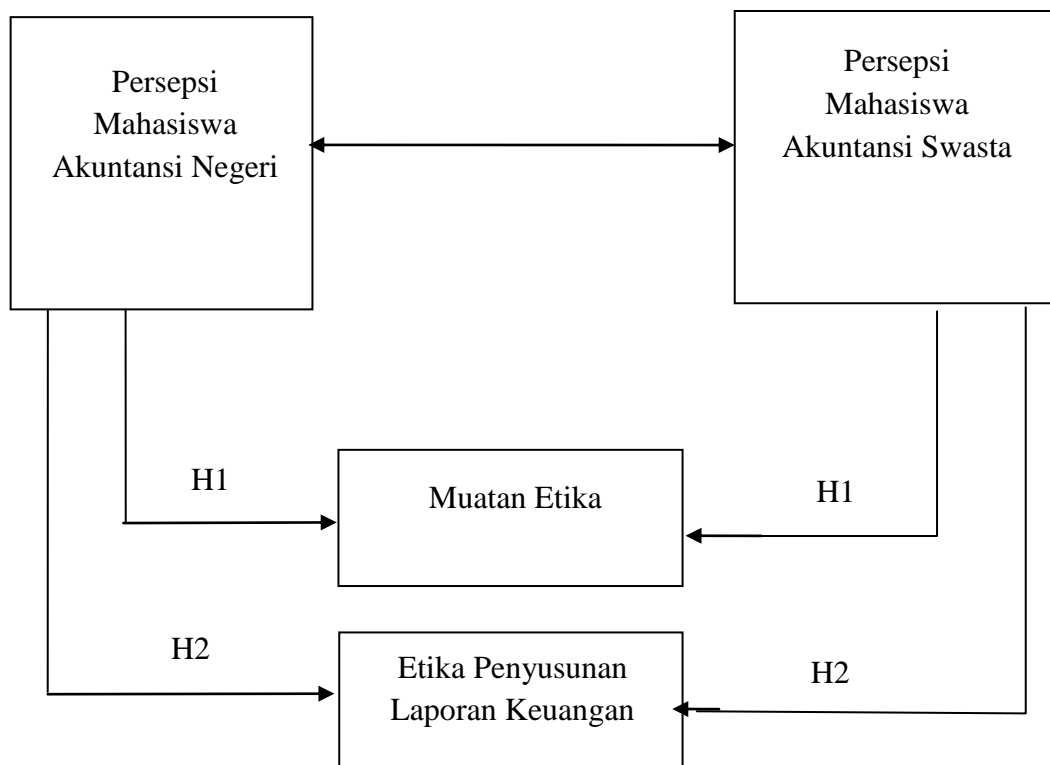 Persepsi
Mahasiswa
Akuntansi Negeri
Persepsi
Mahasiswa
Akuntansi Swasta
H1
Muatan Etika
H1
H2
Etika Penyusunan
Laporan Keuangan
H2